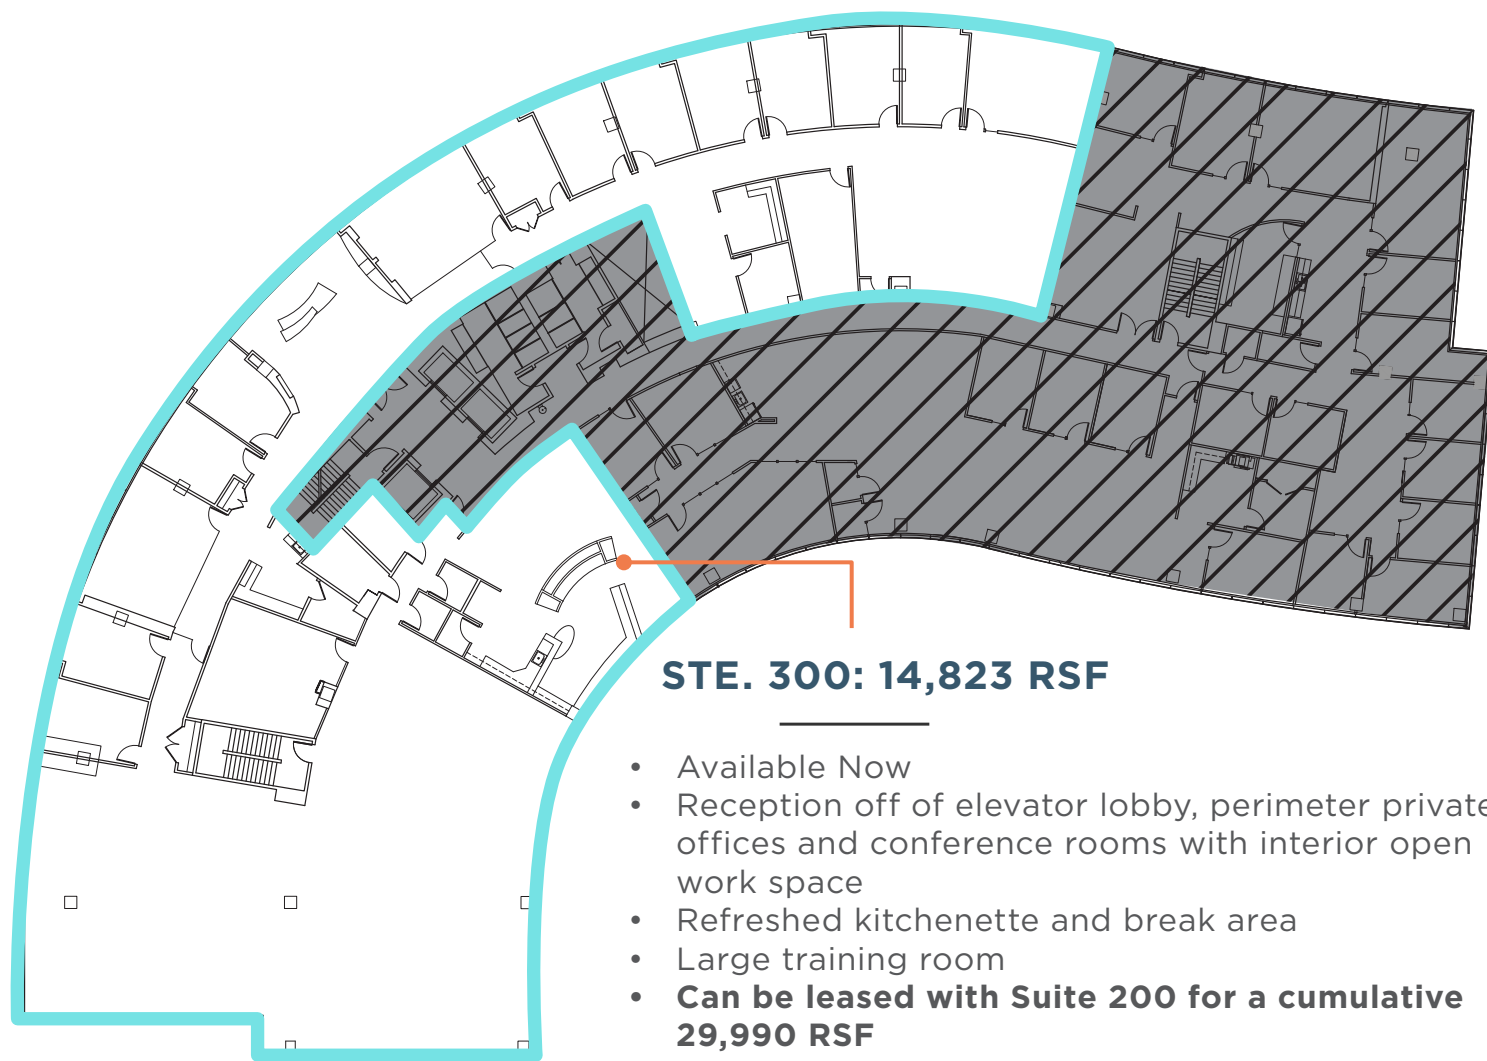 STE. 300: 14,823 RSF
• Available Now
• Reception off of elevator lobby, perimeter private
offices and conference rooms with interior open
work space
• Refreshed kitchenette and break area
• Large training room
• Can be leased with Suite 200 for a cumulative
29,990 RSF